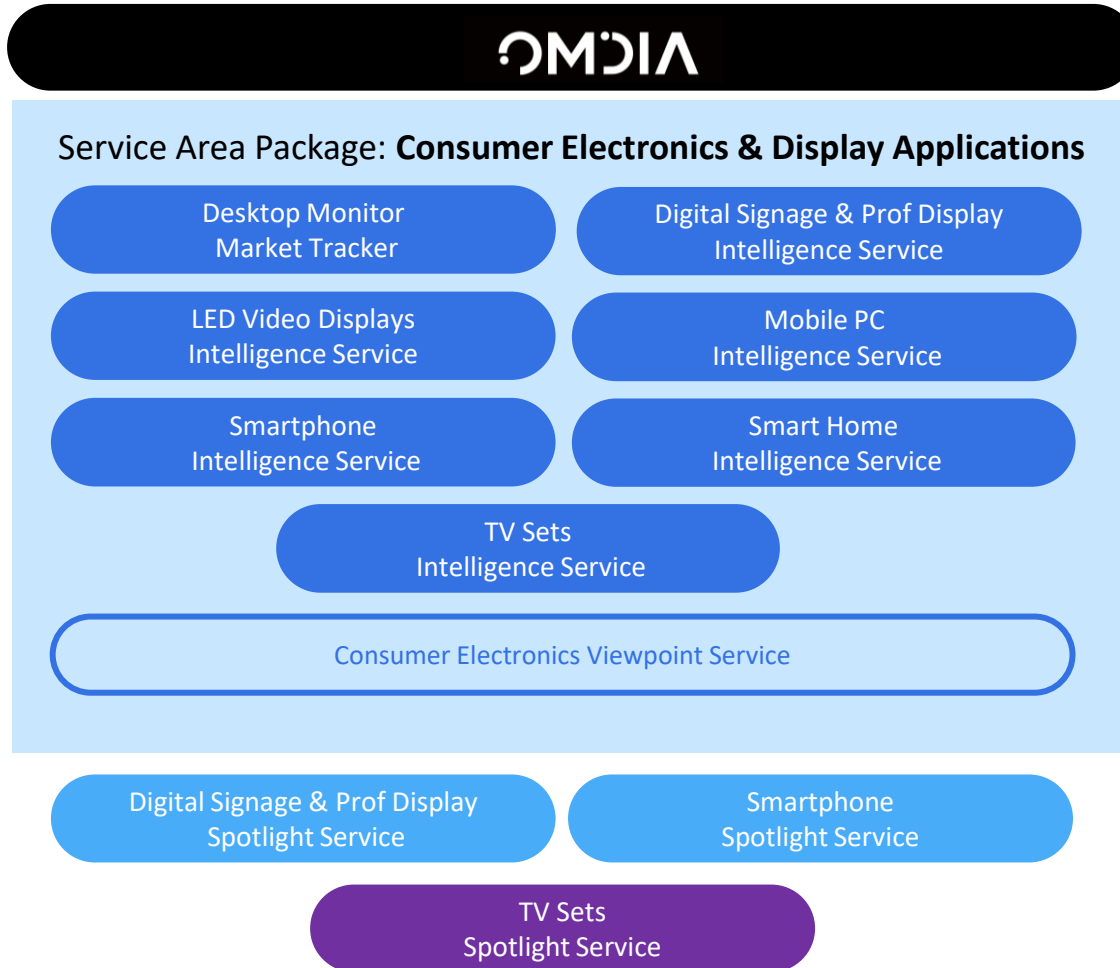 OMDIA
Service Area Package: Consumer Electronics & Display Applications
Desktop Monitor
Market Tracker
Digital Signage & Prof Display
Intelligence Service
LED Video Displays
Intelligence Service
Mobile PC
Intelligence Service
Smartphone
Intelligence Service
Smart Home
Intelligence Service
TV Sets
Intelligence Service
Consumer Electronics Viewpoint Service
Digital Signage & Prof Display
Spotlight Service
Smartphone
Spotlight Service
TV Sets
Spotlight Service